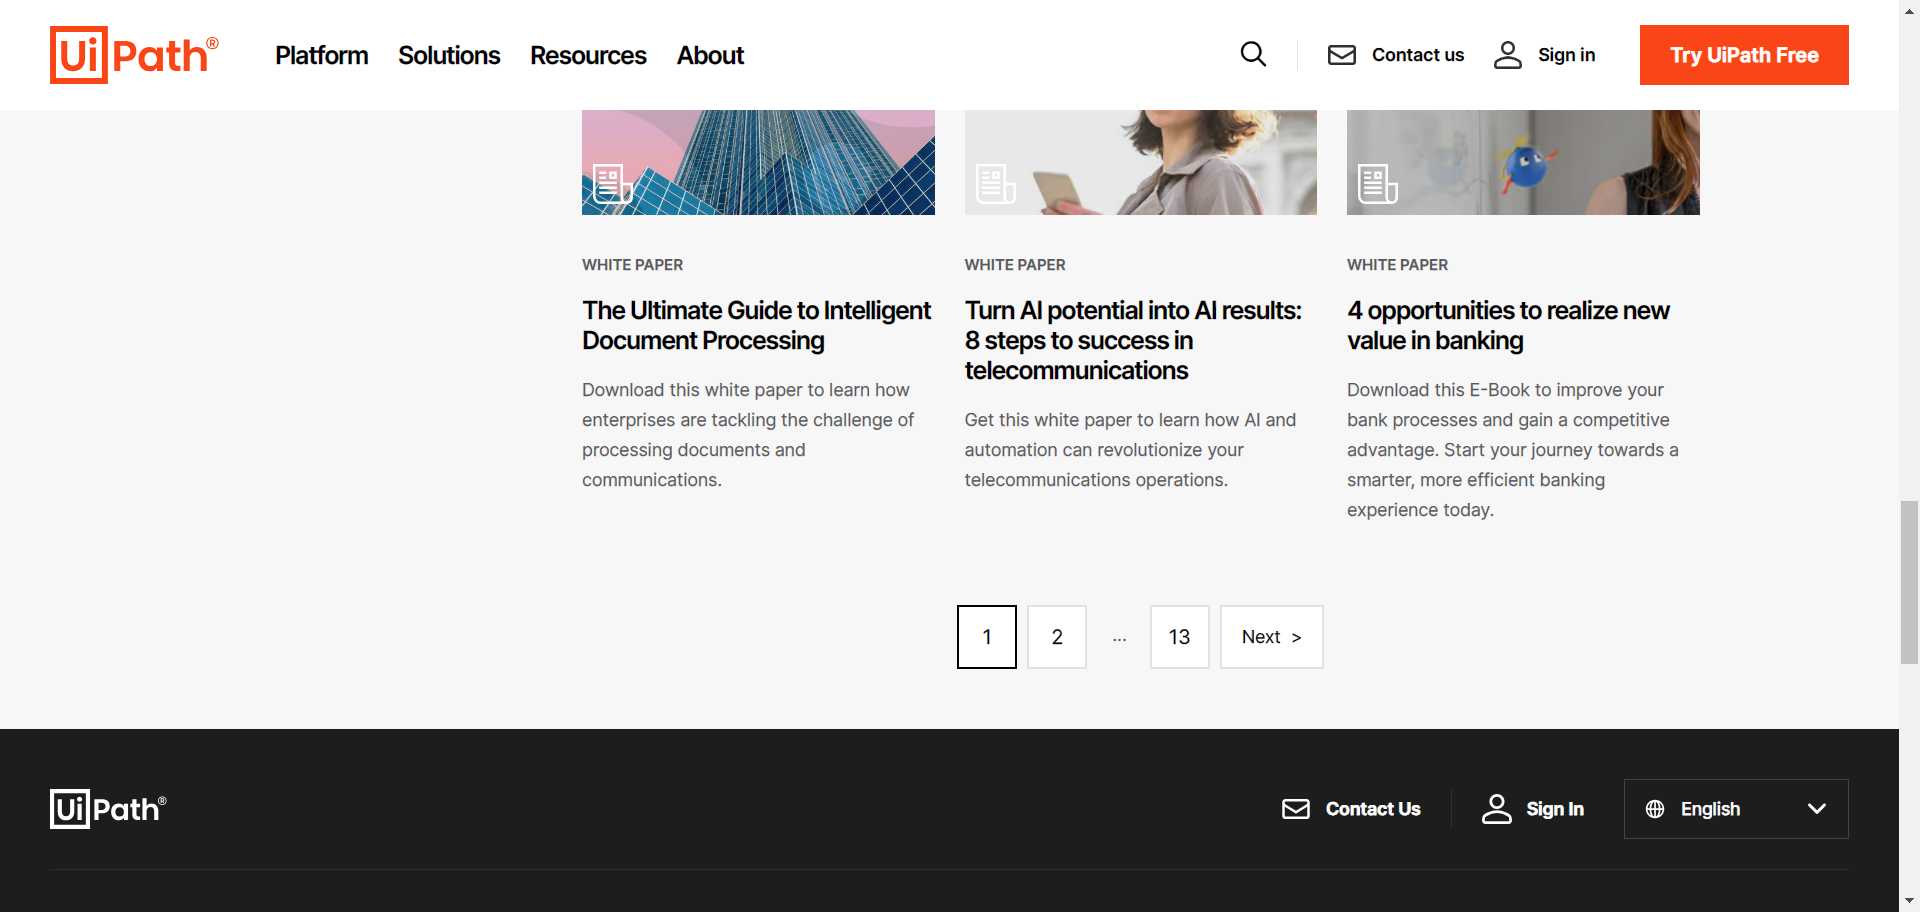 UiPath®
Platform
Solutions
Resources
About
Contact us
Sign in
Try UiPath Free
WHITE PAPER
The Ultimate Guide to Intelligent
Document Processing
Download this white paper to learn how
enterprises are tackling the challenge of
processing documents and
communications.
WHITE PAPER
Turn AI potential into AI results:
8 steps to success in
telecommunications
Get this white paper to learn how AI and
automation can revolutionize your
telecommunications operations.
WHITE PAPER
4 opportunities to realize new
value in banking
Download this E-Book to improve your
bank processes and gain a competitive
advantage. Start your journey towards a
smarter, more efficient banking
experience today.
1
2
...
13
Next >
UiPath®
Contact Us
Sign In
English